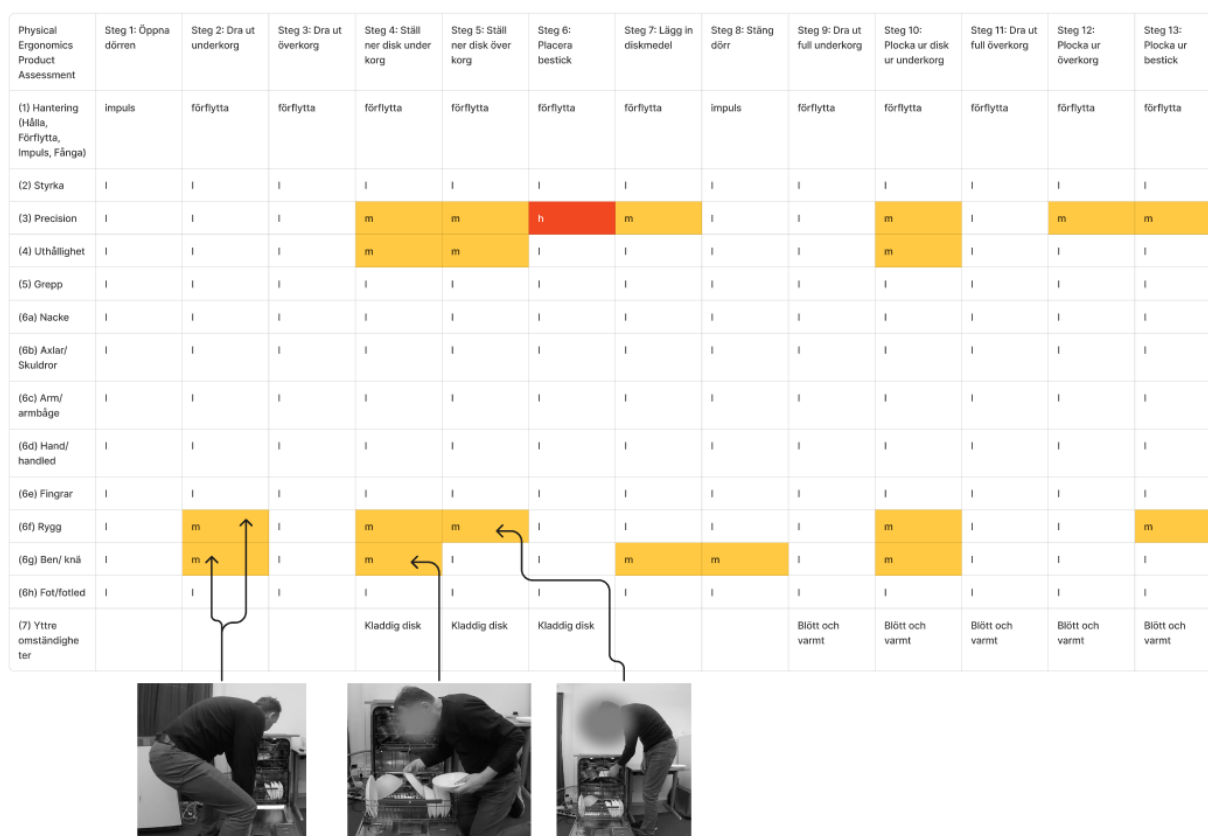 Physical Ergonomics Product Assessment | Steg 1: Öppna dörren | Steg 2: Dra ut underkorg | Steg 3: Dra ut överkorg | Steg 4: Ställ ner disk under korg | Steg 5: Ställ ner disk över korg | Steg 6: Placera bestick | Steg 7: Lägg in diskmedel | Steg 8: Stäng dörr | Steg 9: Dra ut full underkorg | Steg 10: Plocka ur disk ur underkorg | Steg 11: Dra ut full överkorg | Steg 12: Plocka ur överkorg | Steg 13: Plocka ur bestick
(1) Hantering (Hålla, Förflytta, Impuls, Fånga) | impuls | förflytta | förflytta | förflytta | förflytta | förflytta | förflytta | impuls | förflytta | förflytta | förflytta | förflytta | förflytta
(2) Styrka | l | l | l | l | l | l | l | l | l | l | l | l | l
(3) Precision | l | l | l | m | m | h | m | l | l | m | l | m | m
(4) Uthållighet | l | l | l | m | m | l | l | l | l | m | l | l | l
(5) Grepp | l | l | l | l | l | l | l | l | l | l | l | l | l
(6a) Nacke | l | l | l | l | l | l | l | l | l | l | l | l | l
(6b) Axlar/ Skuldror | l | l | l | l | l | l | l | l | l | l | l | l | l
(6c) Arm/ armbåge | l | l | l | l | l | l | l | l | l | l | l | l | l
(6d) Hand/ handled | l | l | l | l | l | l | l | l | l | l | l | l | l
(6e) Fingrar | l | l | l | l | l | l | l | l | l | l | l | l | l
(6f) Rygg | l | m | l | m | m | l | l | l | l | m | l | l | m
(6g) Ben/ knä | l | m | l | m | l | l | m | m | l | m | l | l | l
(6h) Fot/fotled | l | l | l | l | l | l | l | l | l | l | l | l | l
(7) Yttre omständigheter | | | | Kladdig disk | Kladdig disk | Kladdig disk | | | Blött och varmt | Blött och varmt | Blött och varmt | Blött och varmt | Blött och varmt